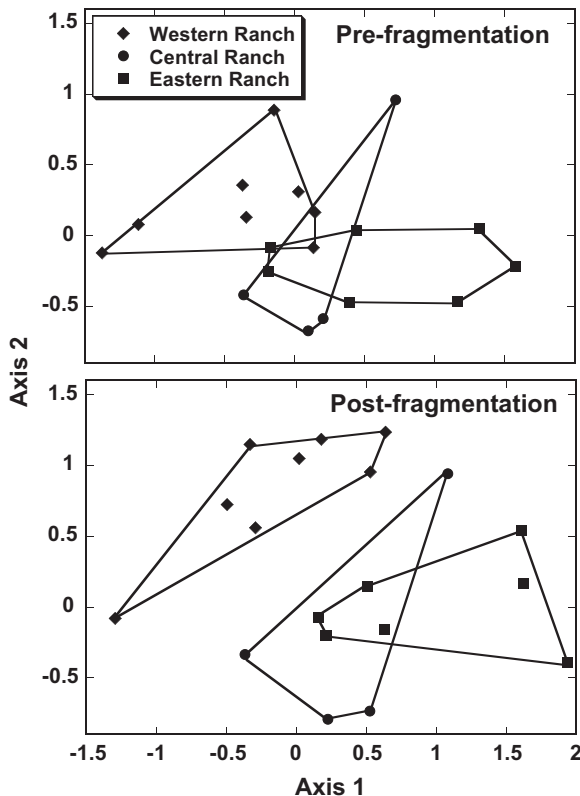 1.5
Western Ranch
Central Ranch
Eastern Ranch
Pre-fragmentation
1
0.5
0
-0.5
Axis 2
1.5
Post-fragmentation
1
0.5
0
-0.5
-1.5 -1 -0.5 0 0.5 1 1.5 2
Axis 1